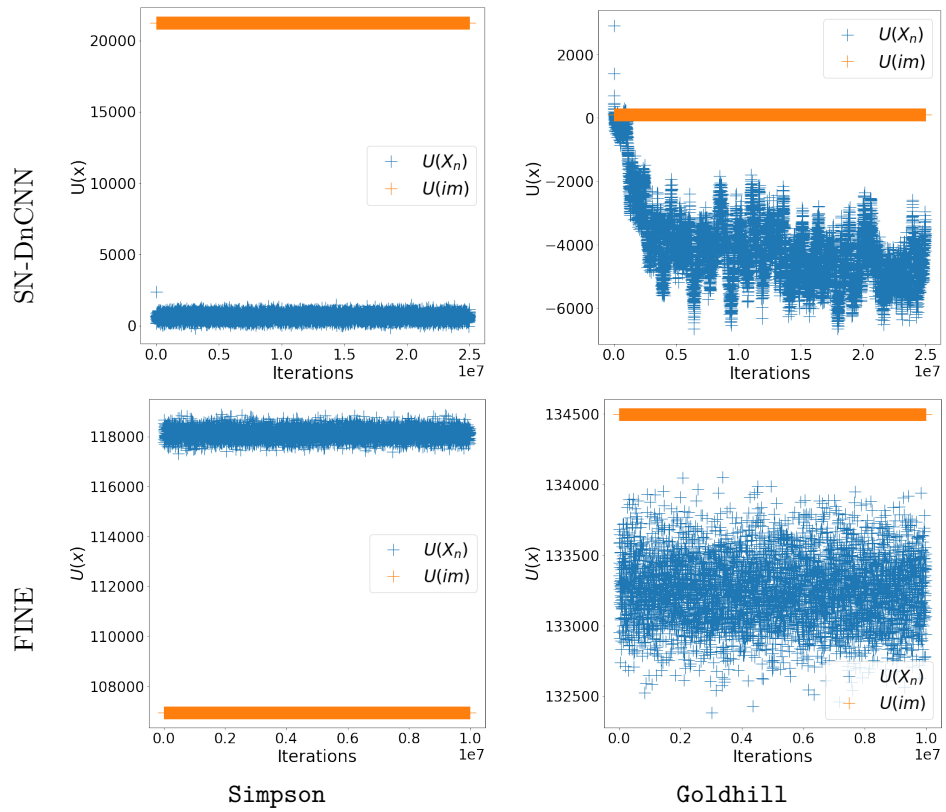 SN-DnCNN
U(x)
20000
15000
10000
5000
0
U(X_n)
U(im)
0.0 0.5 1.0 1.5 2.0 2.5
1e7
Iterations
U(x)
2000
0
−2000
−4000
−6000
U(X_n)
U(im)
0.0 0.5 1.0 1.5 2.0 2.5
1e7
Iterations
FINE
U(x)
118000
116000
114000
112000
110000
108000
U(X_n)
U(im)
0.0 0.2 0.4 0.6 0.8 1.0
1e7
Iterations
U(x)
134500
134000
133500
133000
132500
U(X_n)
U(im)
0.0 0.2 0.4 0.6 0.8 1.0
1e7
Iterations
Simpson
Goldhill